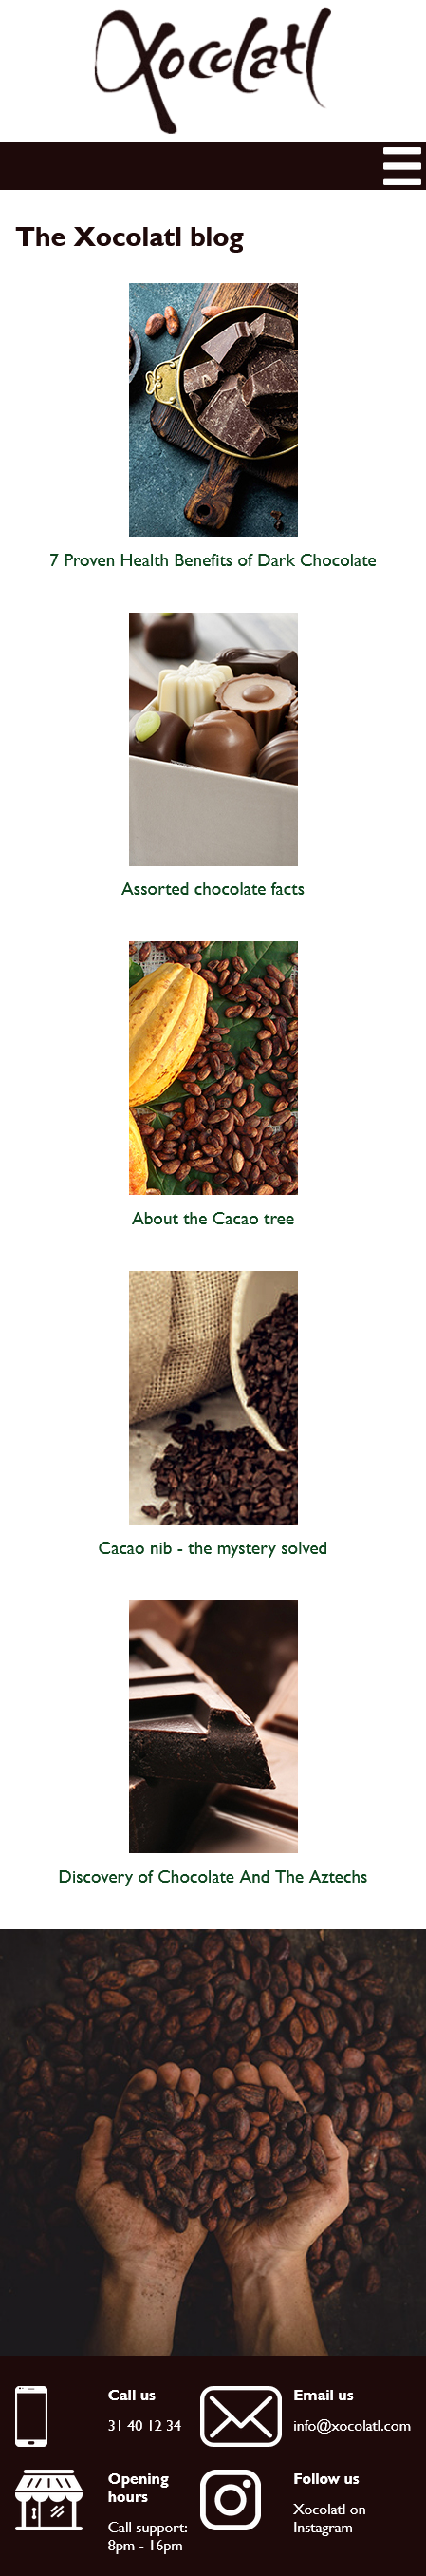 Xocolatl
The Xocolatl blog
7 Proven Health Benefits of Dark Chocolate
Assorted chocolate facts
About the Cacao tree
Cacao nib - the mystery solved
Discovery of Chocolate And The Aztechs
Call us
31 40 12 34
Email us
info@xocolatl.com
Opening
hours
Call support:
8pm - 16pm
Follow us
Xocolatl on
Instagram